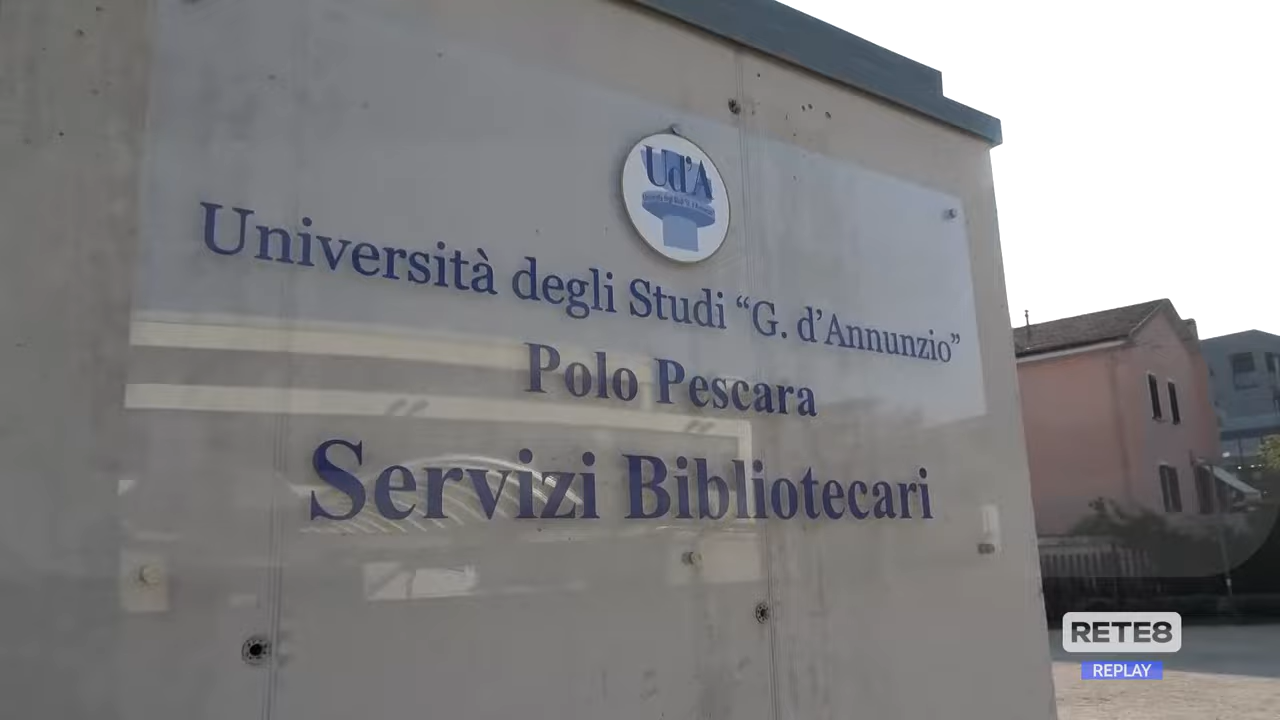 Ud'A
Università degli Studi “G. d’Annunzio”
Polo Pescara
Servizi Bibliotecari
RETE8
REPLAY